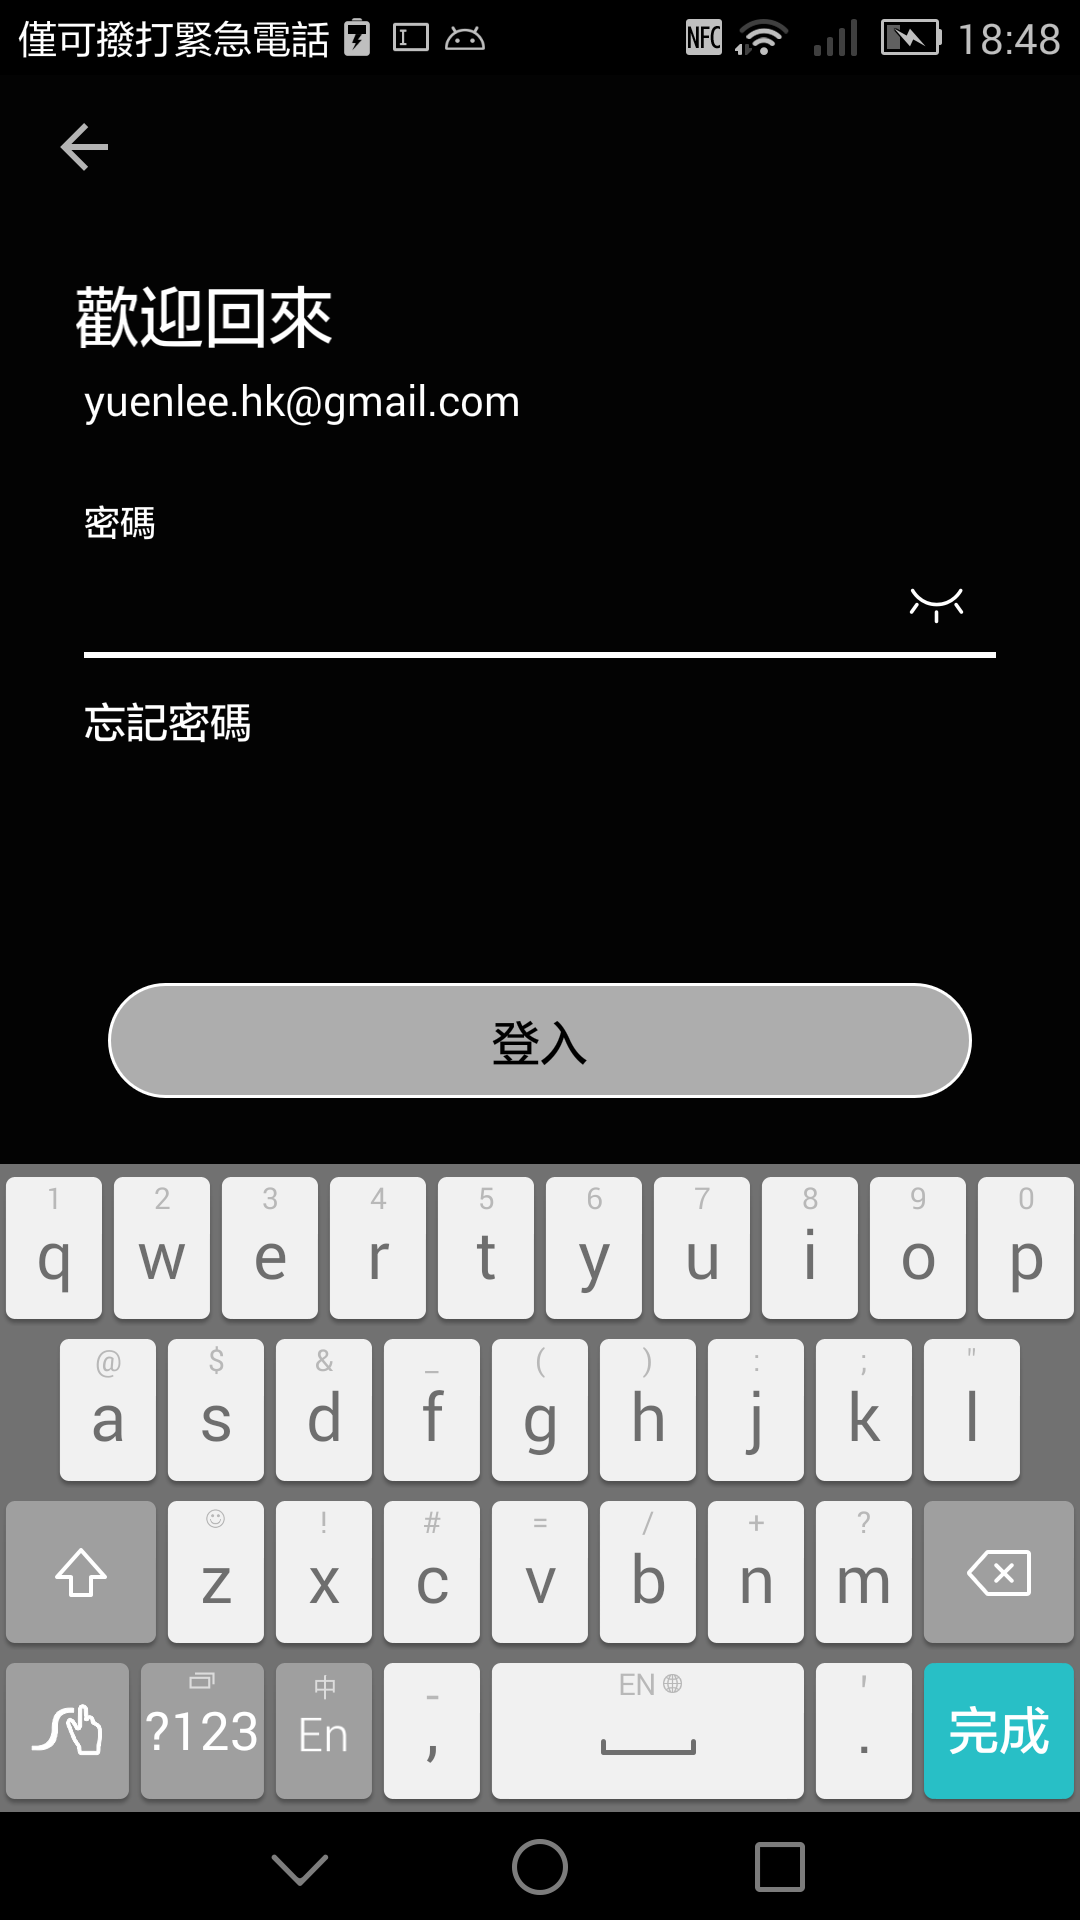 僅可撥打緊急電話 NFC 18:48
歡迎回來
yuenlee.hk@gmail.com
密碼
忘記密碼
登入
1 2 3 4 5 6 7 8 9 0
q w e r t y u i o p
@ $ & _ ( ) : ; "
a s d f g h j k l
! # = / + ?
z x c v b n m
中 - EN '
?123 En , . 完成